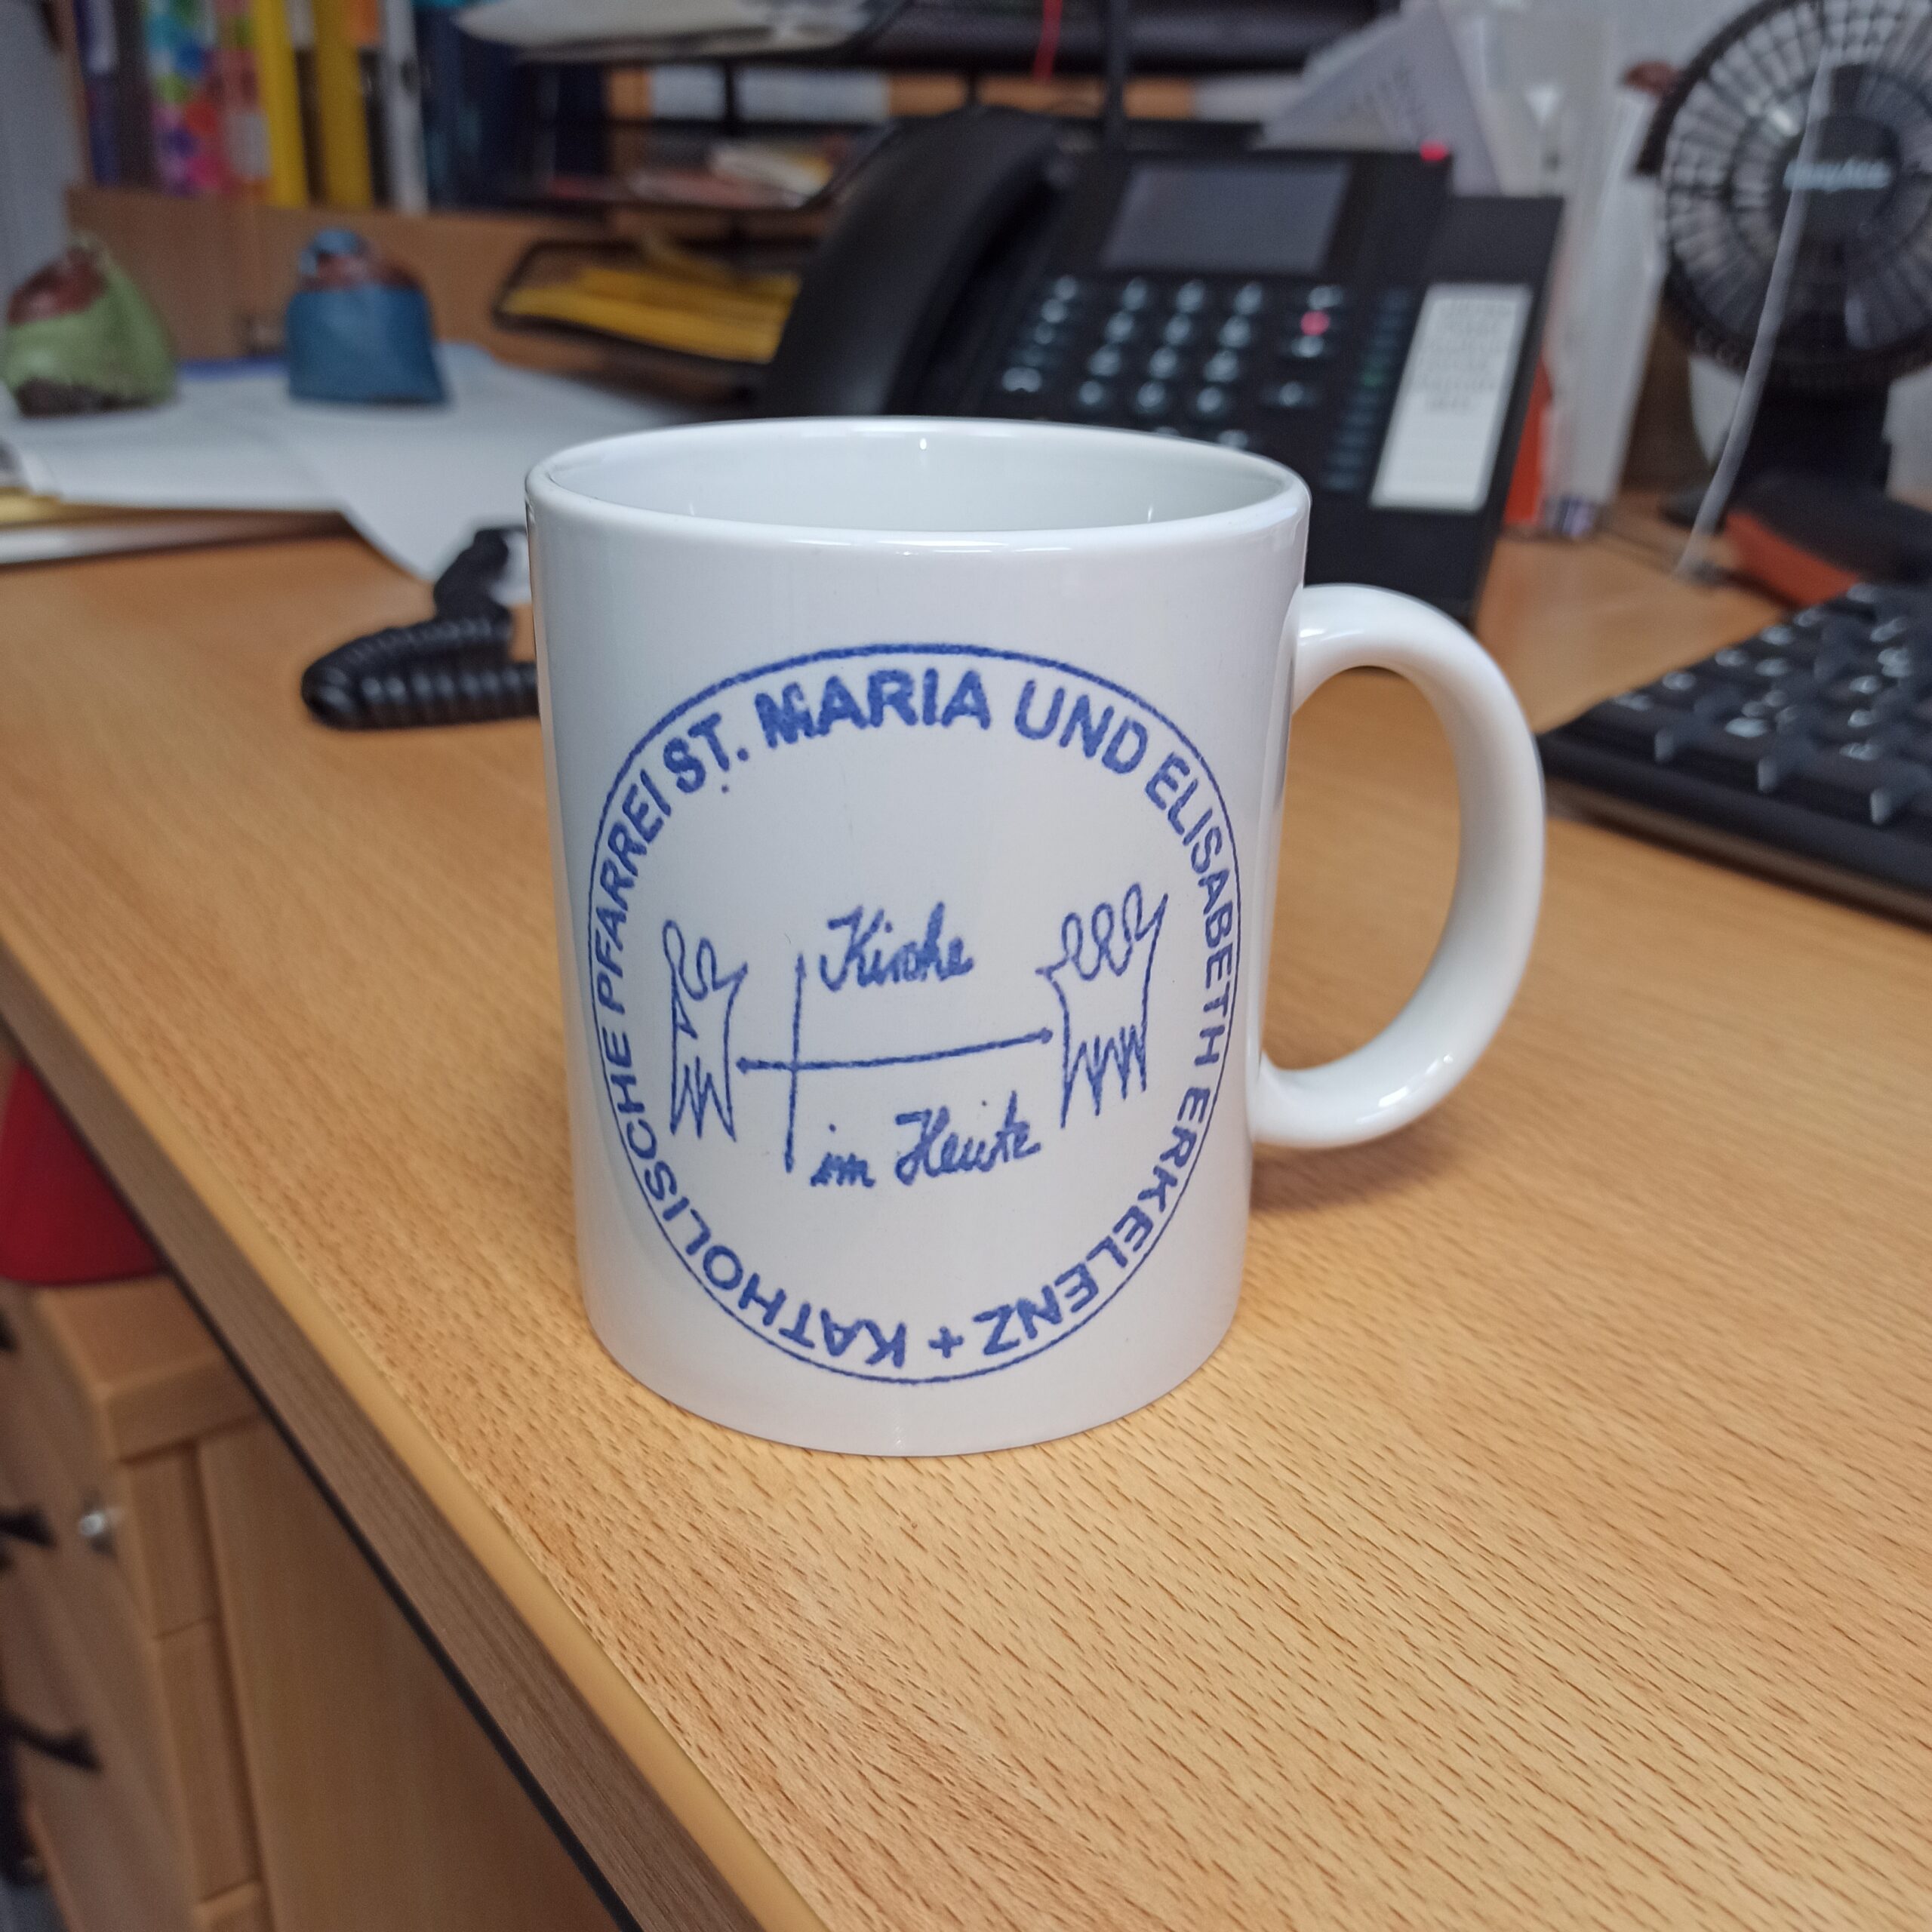 KATHOLISCHE PFARREI ST. MARIA UND ELISABETH ERKELENZ +
Kirche
im Heute